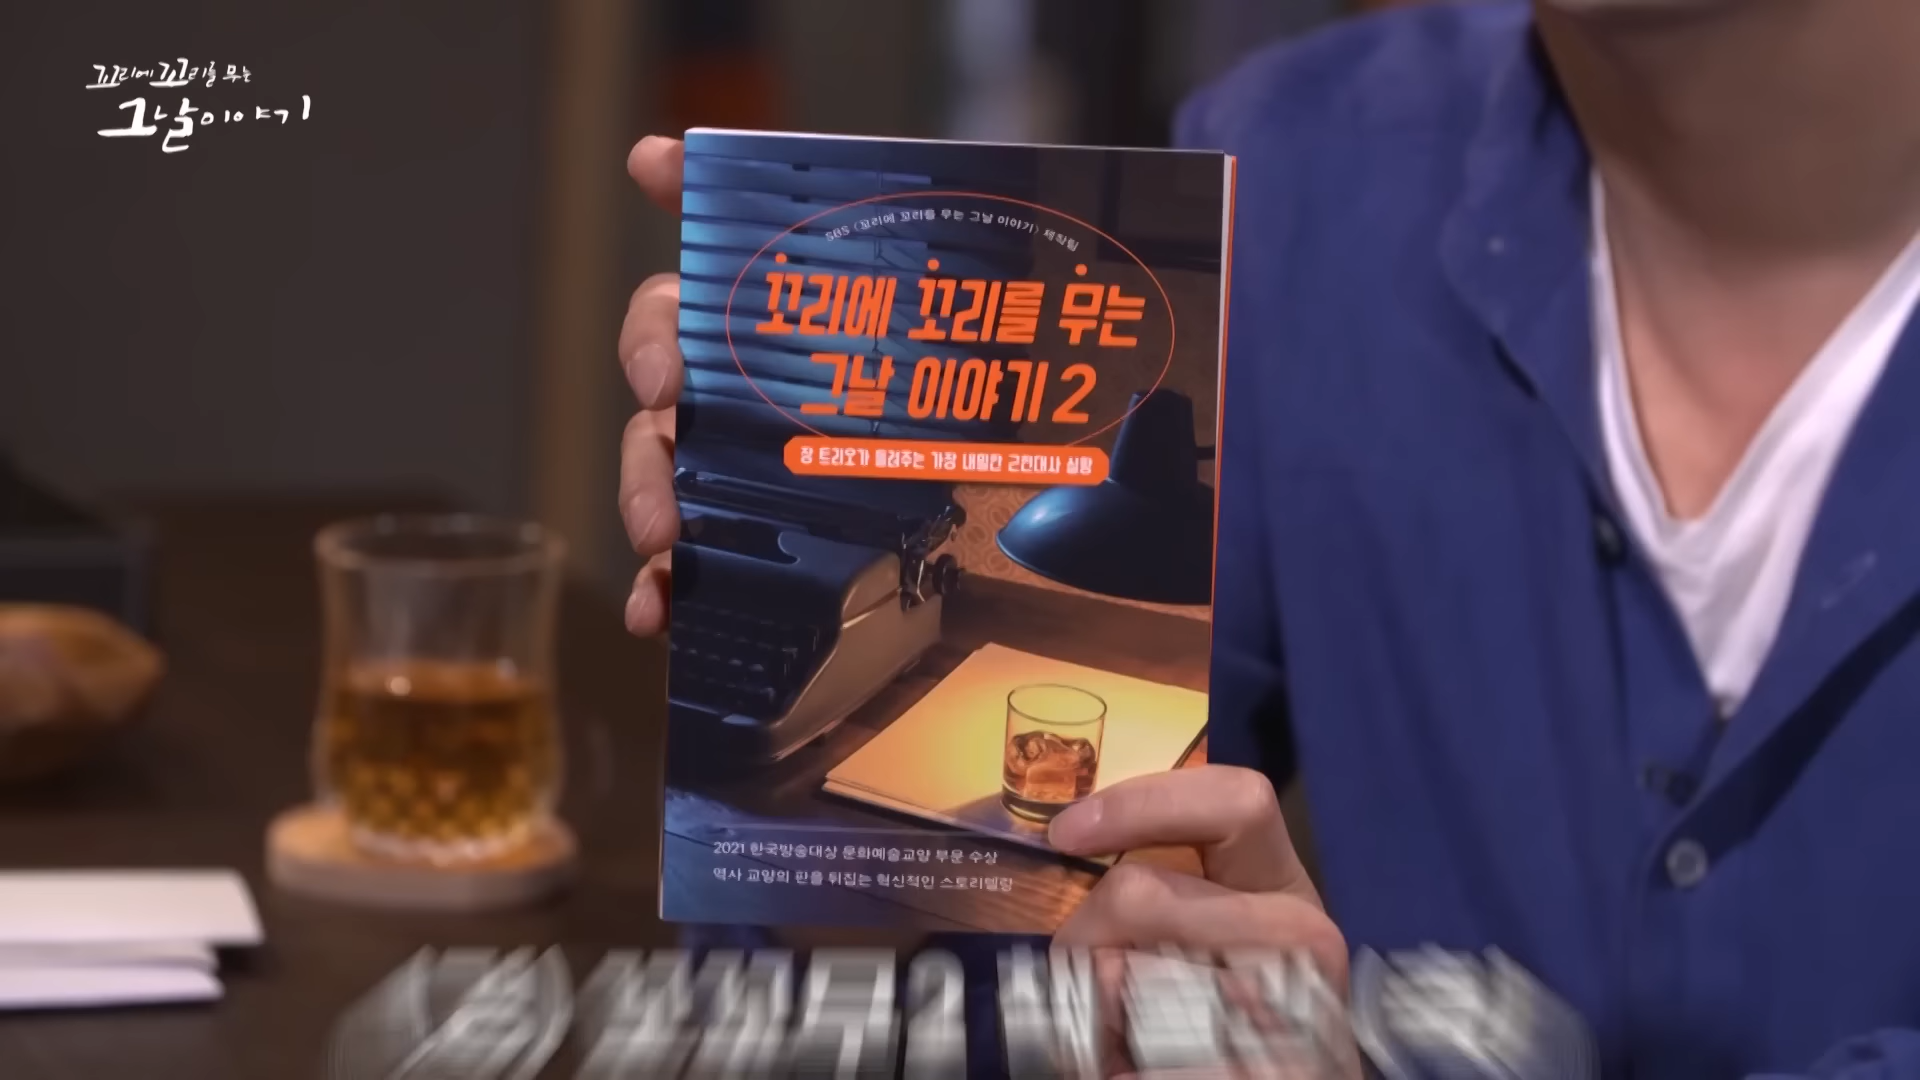 꼬리에 꼬리를 무는
그날 이야기
SBS 〈꼬리에 꼬리를 무는 그날 이야기〉 제작팀
꼬리에 꼬리를 무는
그날 이야기 2
장 트리오가 들려주는 가장 내밀한 근현대사 실황
2021 한국방송대상 문화예술교양 부문 수상
역사 교양의 판을 뒤집는 혁신적인 스토리텔링